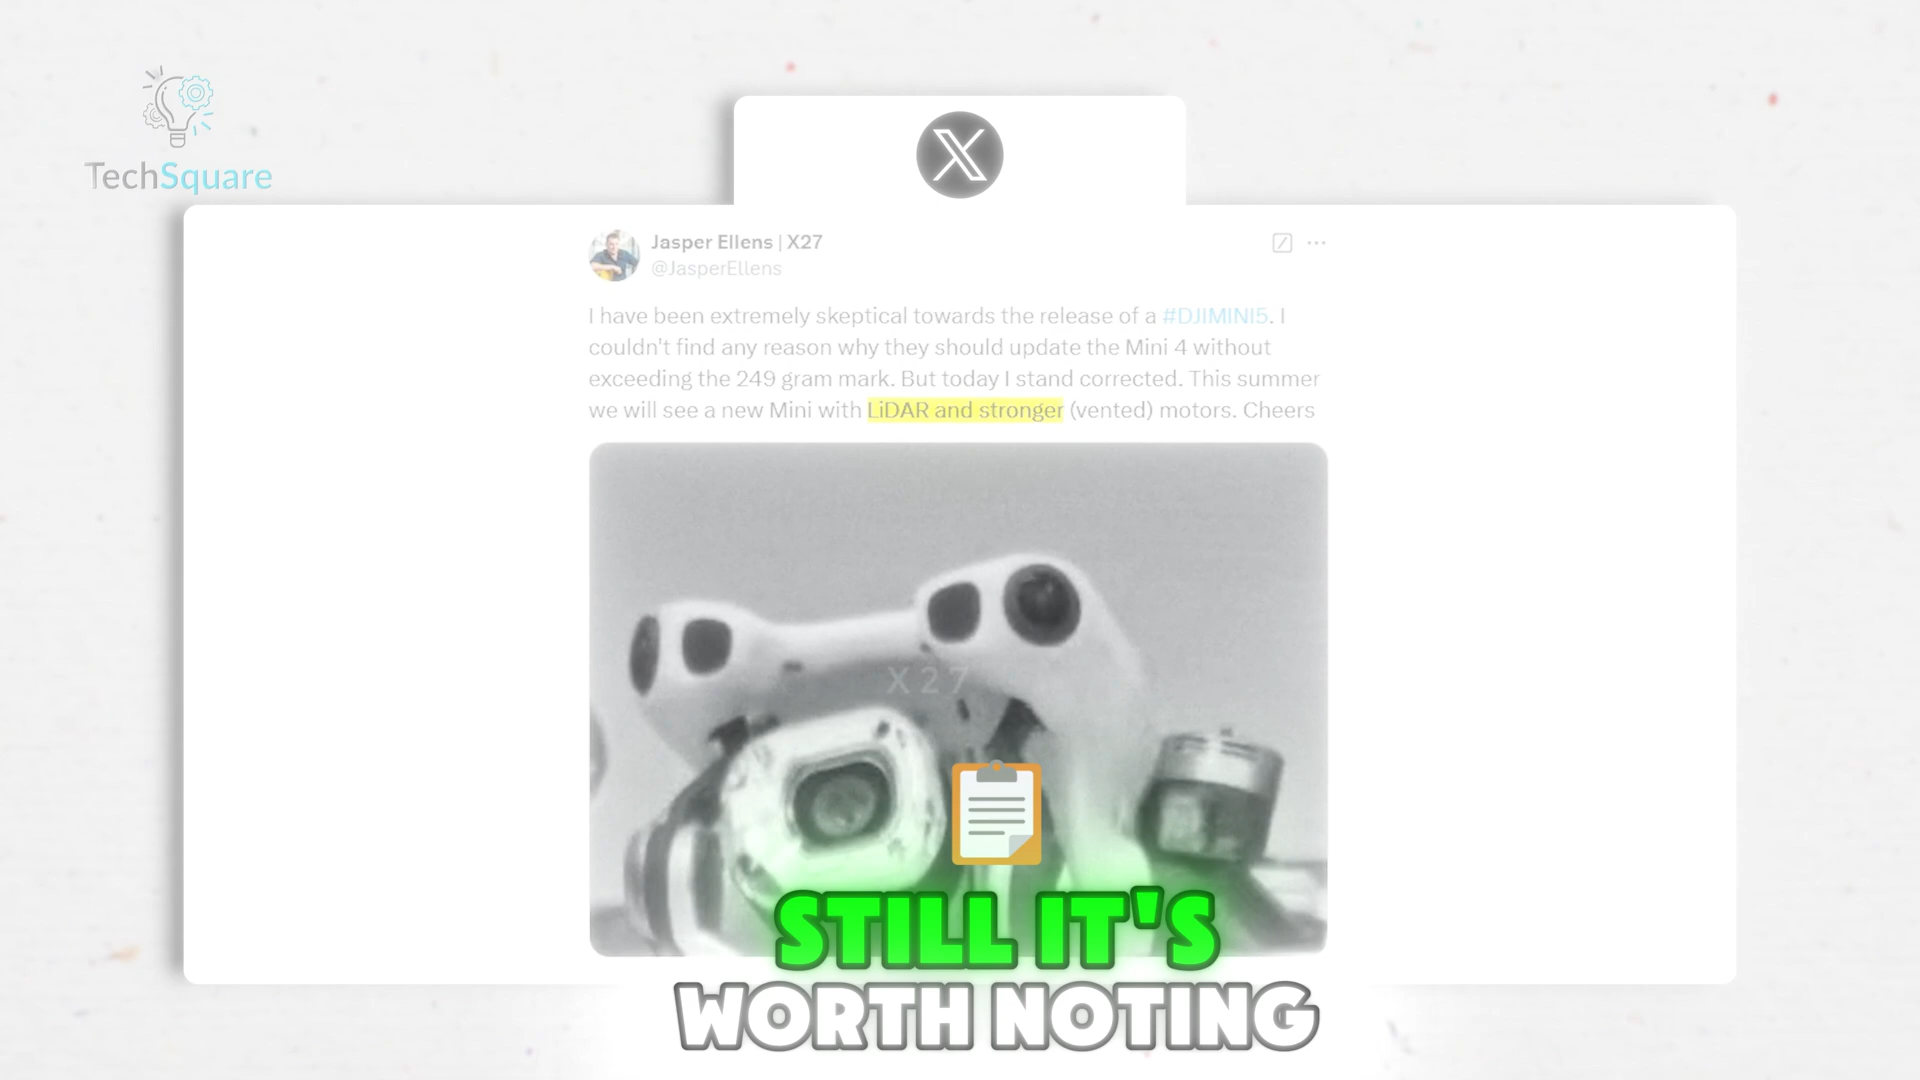 TechSquare
Jasper Ellens | X27
@JasperEllens
I have been extremely skeptical towards the release of a #DJIMINI5. I
couldn't find any reason why they should update the Mini 4 without
exceeding the 249 gram mark. But today I stand corrected. This summer
we will see a new Mini with LiDAR and stronger (vented) motors. Cheers
X27
STILL IT'S
WORTH NOTING